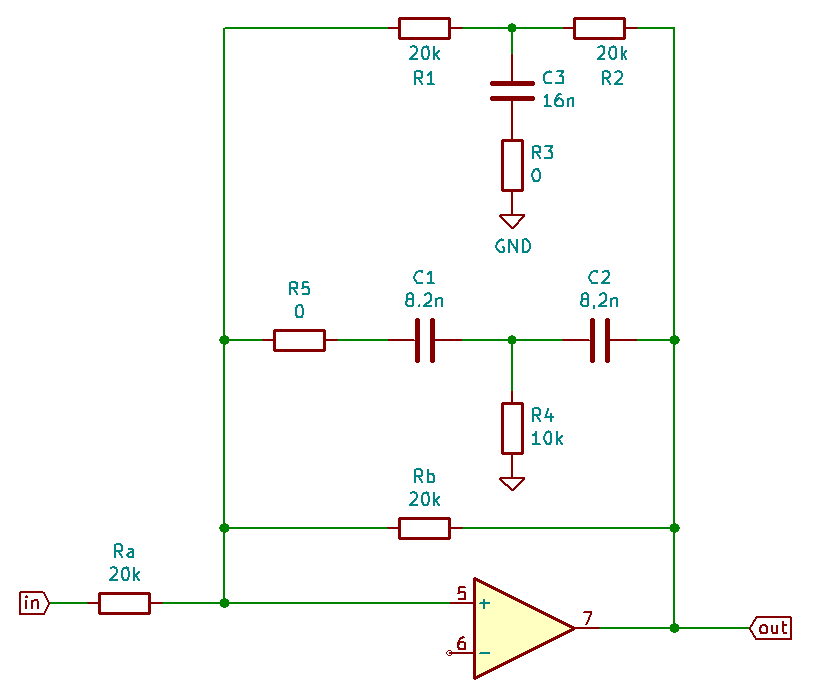 20k
R1
20k
R2
C3
16n
R3
0
GND
R5
0
C1
8.2n
C2
8,2n
R4
10k
Rb
20k
Ra
20k
in
5
+
6
-
7
out